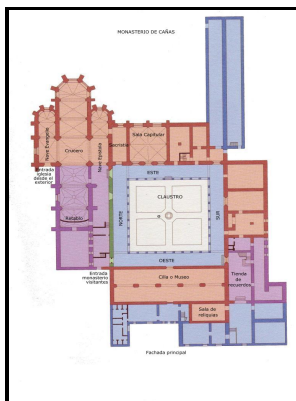 MONASTERIO DE CAÑAS
Nave Evangelio
Crucero
Nave Epístola
Sacristía
Sala Capitular
Entrada
iglesia
desde el
exterior
Retablo
ESTE
CLAUSTRO
NORTE
SUR
OESTE
Entrada
monasterio
visitantes
Cilla o Museo
Tienda
de
recuerdos
Sala de
reliquias
Fachada principal